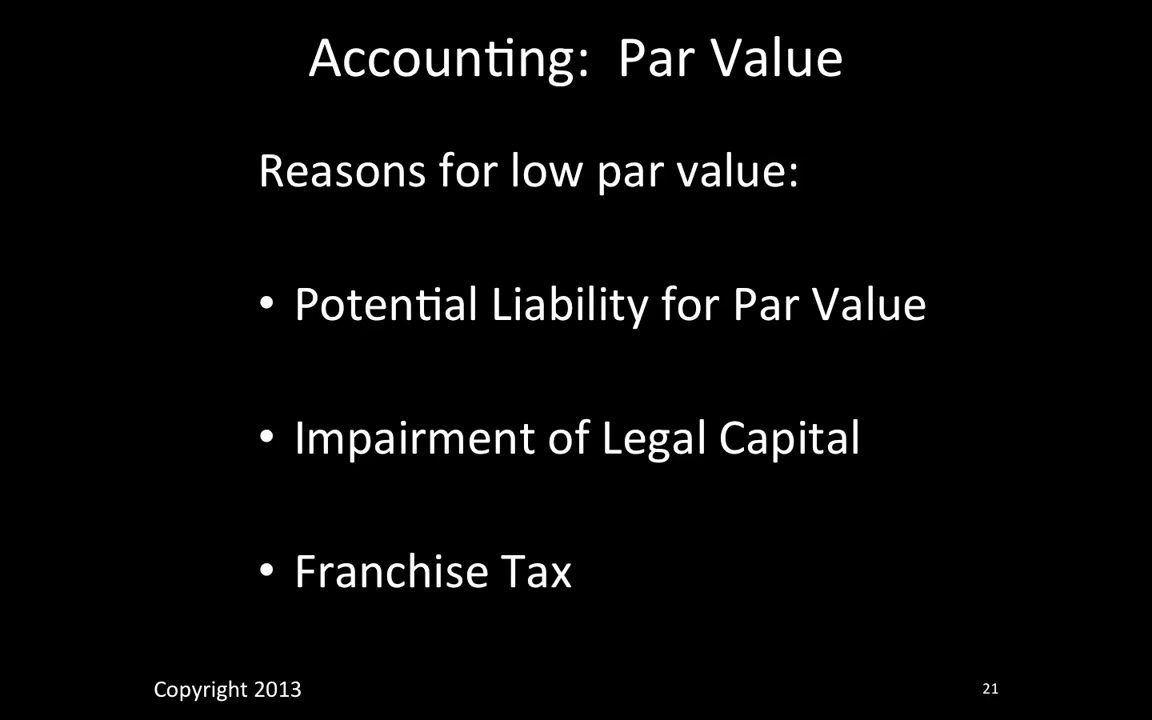 Accounting: Par Value
Reasons for low par value:
• Potential Liability for Par Value
• Impairment of Legal Capital
• Franchise Tax
Copyright 2013
21